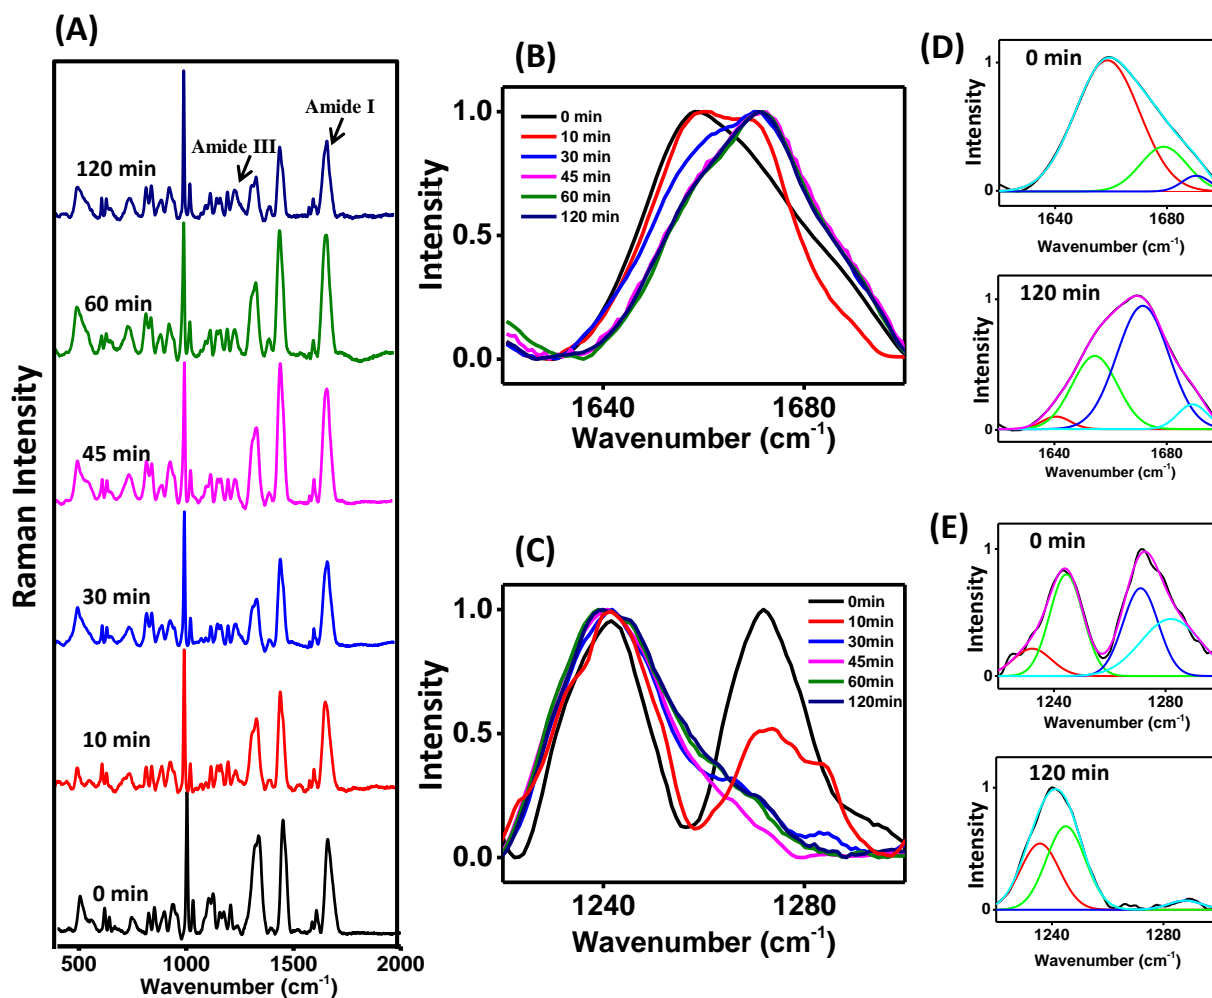 (A)
Raman Intensity
Amide I
Amide III
120 min
60 min
45 min
30 min
10 min
0 min
500 1000 1500 2000
Wavenumber (cm-1)
(B)
Intensity
1.0
0.5
0.0
0 min
10 min
30 min
45 min
60 min
120 min
1640 1680
Wavenumber (cm-1)
(C)
Intensity
1.0
0.5
0.0
0min
10min
30min
45min
60min
120min
1240 1280
Wavenumber (cm-1)
(D)
0 min
Intensity
1
0
1640 1680
Wavenumber (cm-1)
120 min
Intensity
1
0
1640 1680
Wavenumber (cm-1)
(E)
0 min
Intensity
1
0
1240 1280
Wavenumber (cm-1)
120 min
Intensity
1
0
1240 1280
Wavenumber (cm-1)